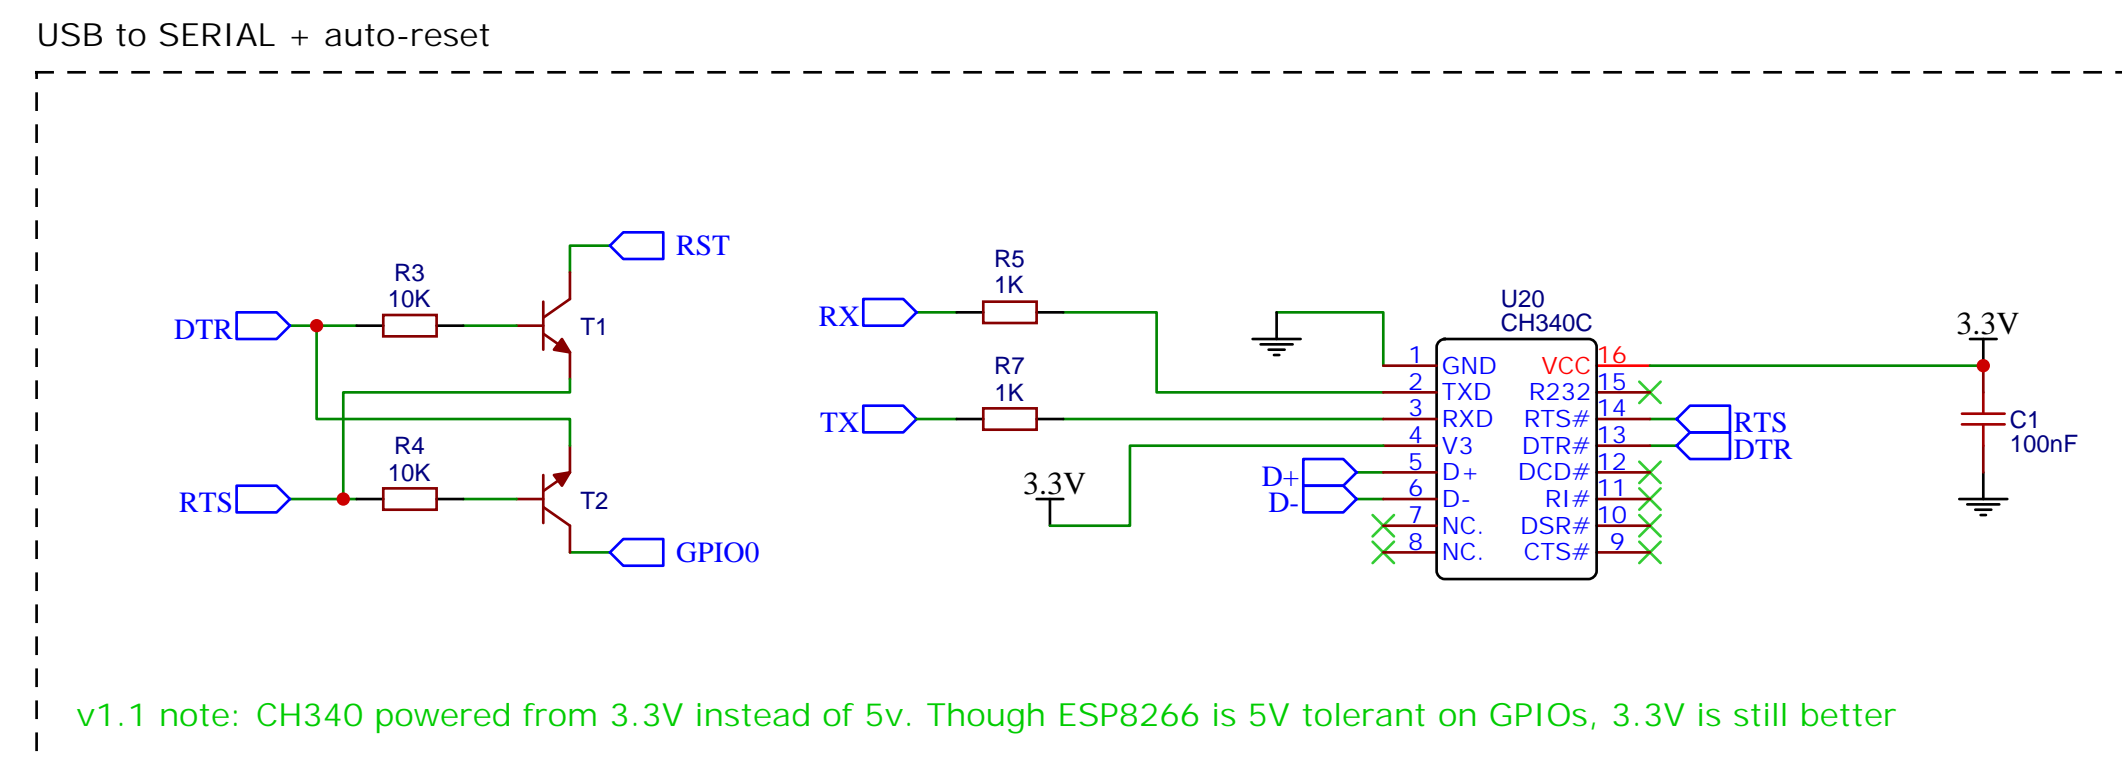 USB to SERIAL + auto-reset
RST
R3
10K
DTR
T1
R4
10K
RTS
T2
GPIO0
R5
1K
RX
R7
1K
TX
3.3V
D+
D-
U20
CH340C
1 GND VCC 16
2 TXD R232 15
3 RXD RTS# 14
4 V3 DTR# 13
5 D+ DCD# 12
6 D- RI# 11
7 NC. DSR# 10
8 NC. CTS# 9
RTS
DTR
3.3V
C1
100nF
v1.1 note: CH340 powered from 3.3V instead of 5v. Though ESP8266 is 5V tolerant on GPIOs, 3.3V is still better